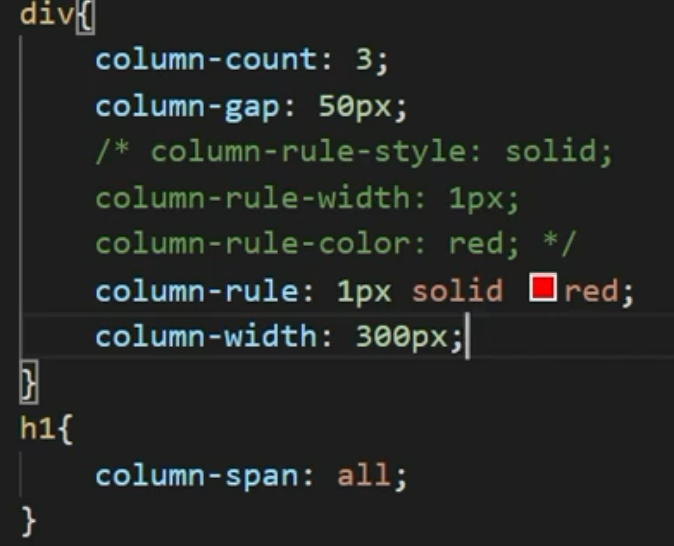 div{
column-count: 3;
column-gap: 50px;
/* column-rule-style: solid;
column-rule-width: 1px;
column-rule-color: red; */
column-rule: 1px solid red;
column-width: 300px;
}
h1{
column-span: all;
}